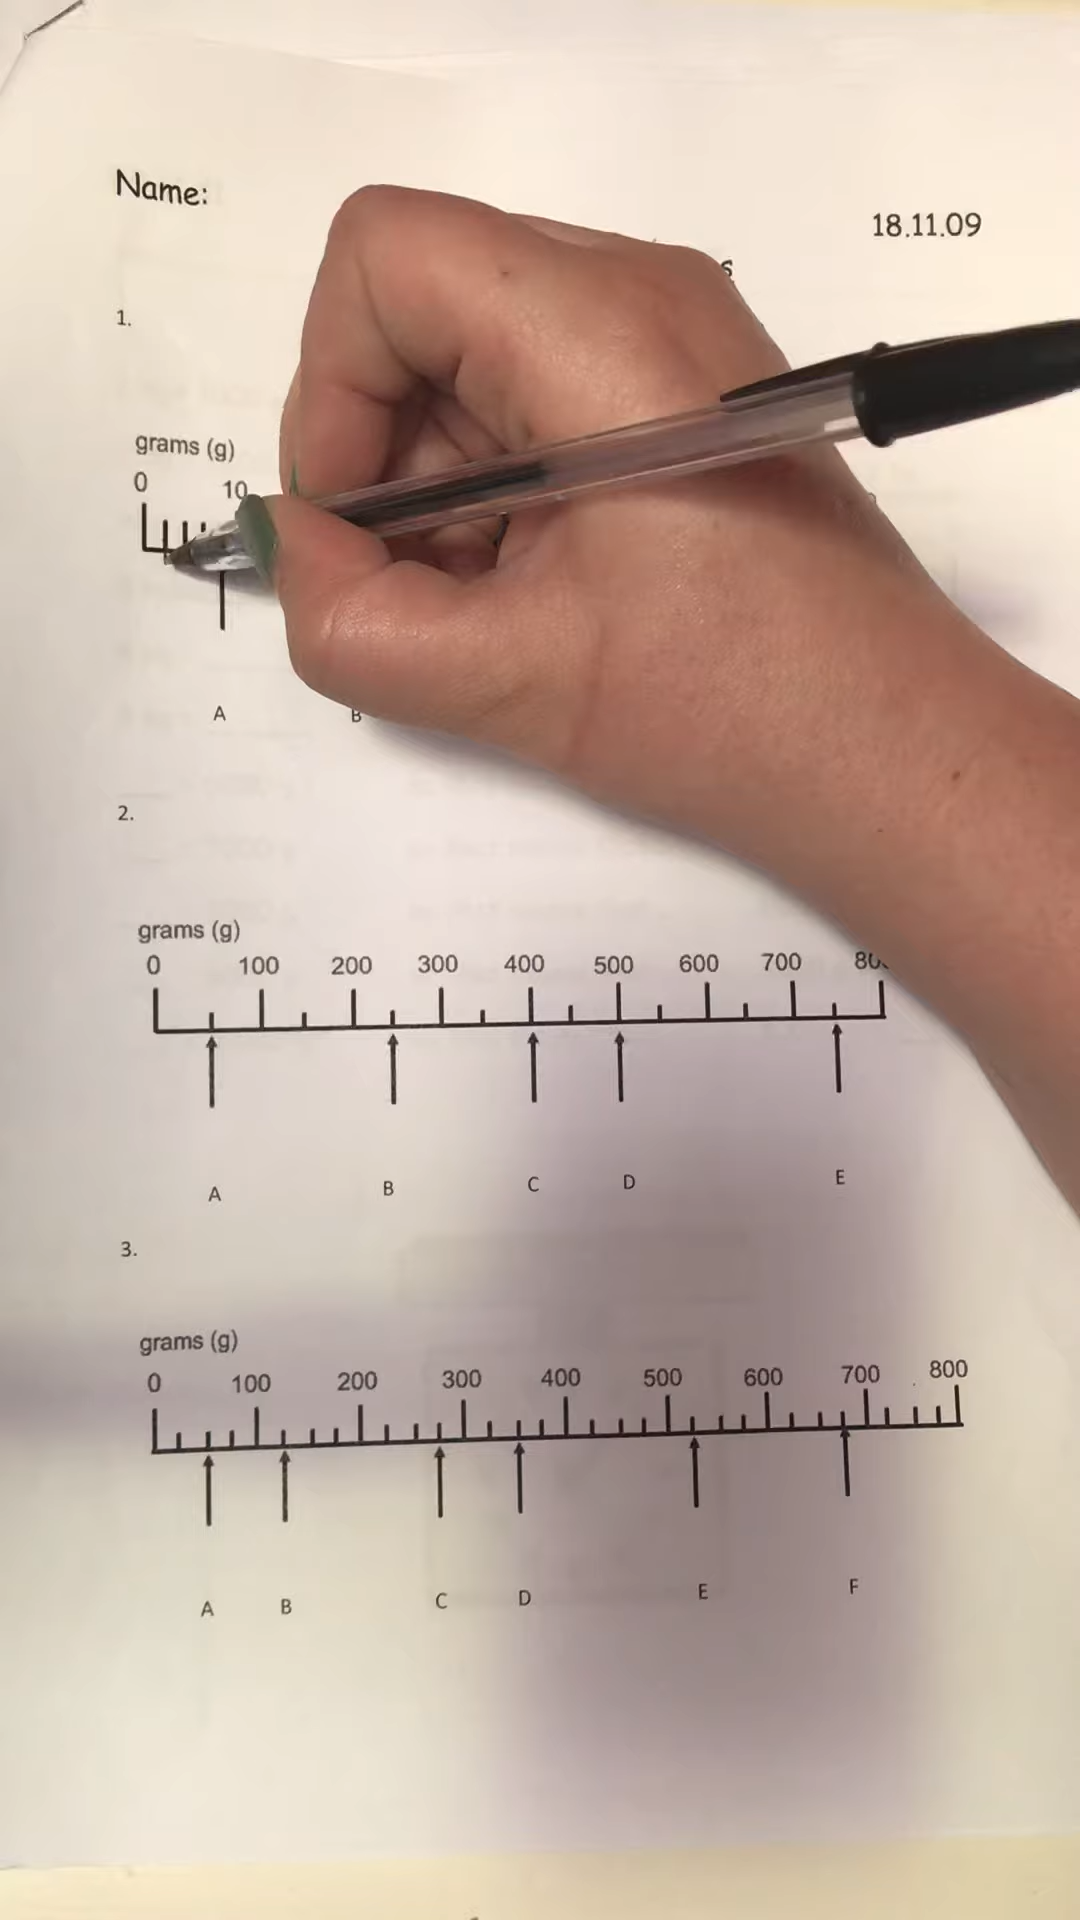 Name:
18.11.09
1.
grams (g)
0
A B
2.
grams (g)
0 100 200 300 400 500 600 700
A B C D E
3.
grams (g)
0 100 200 300 400 500 600 700 800
A B C D E F